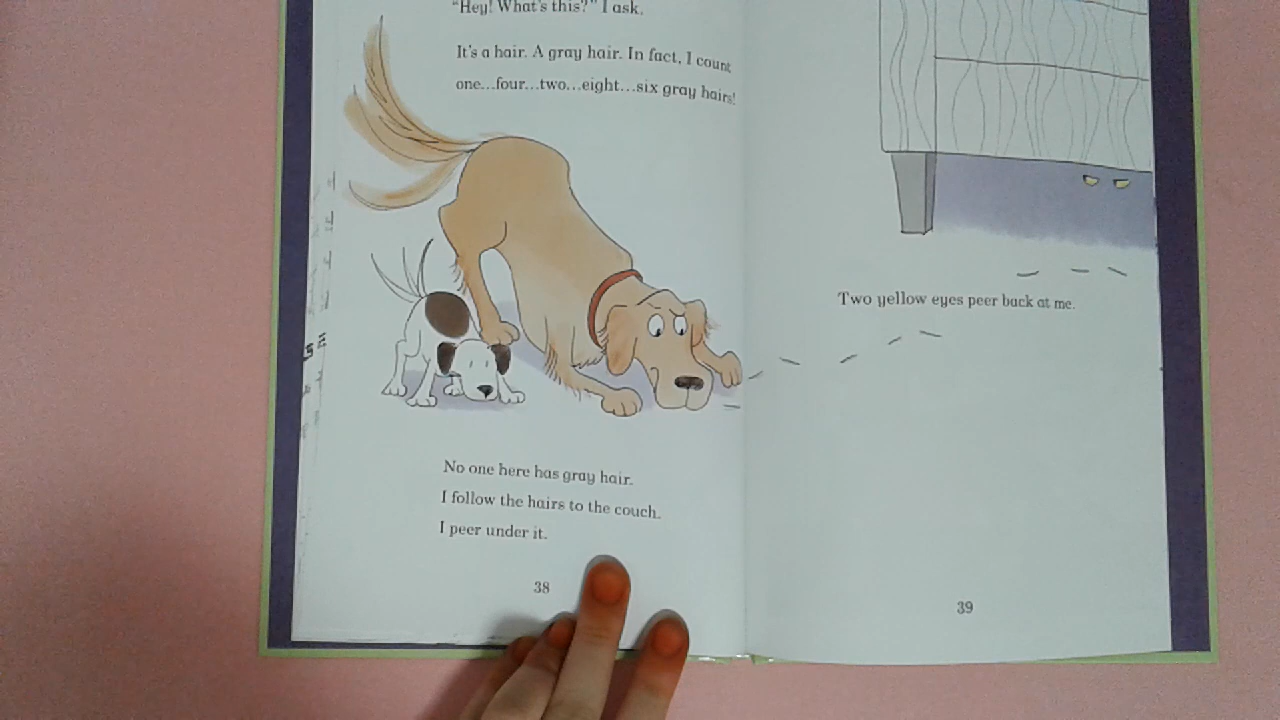 "Hey! What's this?" I ask.
It's a hair. A gray hair. In fact, I count
one...four...two...eight...six gray hairs!
No one here has gray hair.
I follow the hairs to the couch.
I peer under it.
38
Two yellow eyes peer back at me.
39